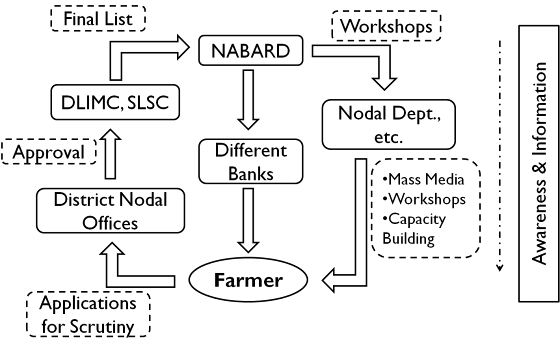 Final List
Workshops
NABARD
DLIMC, SLSC
Nodal Dept.,
etc.
Approval
Different
Banks
•Mass Media
•Workshops
•Capacity
Building
District Nodal
Offices
Farmer
Applications
for Scrutiny
Awareness & Information